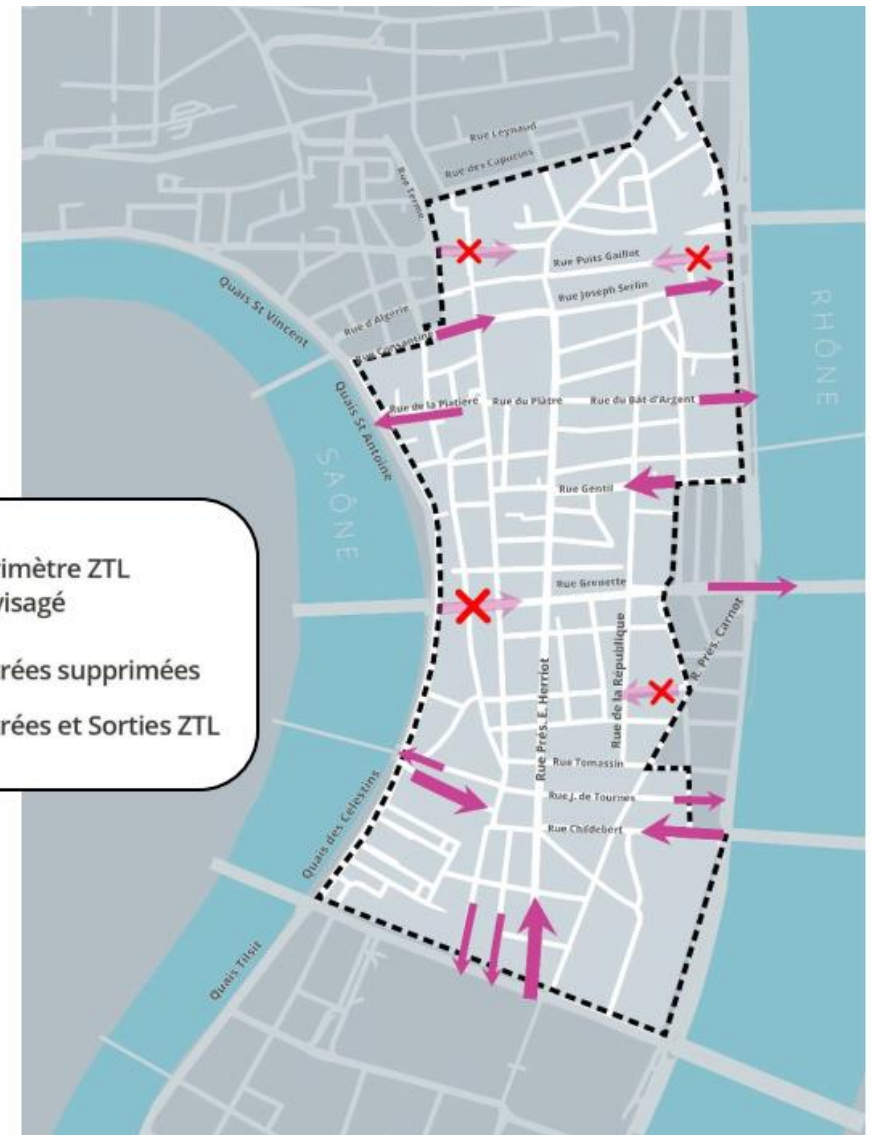 Rue Leynaud
Rue des Capucins
Rue Terme
Rue Puits Gaillot
Rue Joseph Serlin
Quais St Vincent
Rue d'Algérie
Rue Constantine
RHÔNE
Quais St Antoine
Rue de la Platière
Rue du Plâtre
Rue du Bât-d'Argent
SAÔNE
Rue Gentil
rimètre ZTL
visagé
rées supprimées
rées et Sorties ZTL
Rue Grenette
R. Prés. Carnot
Rue de la République
Rue Prés. E. Herriot
Rue Tomassin
Rue J. de Tournes
Rue Childebert
Quais des Celestins
Quais Tilsit